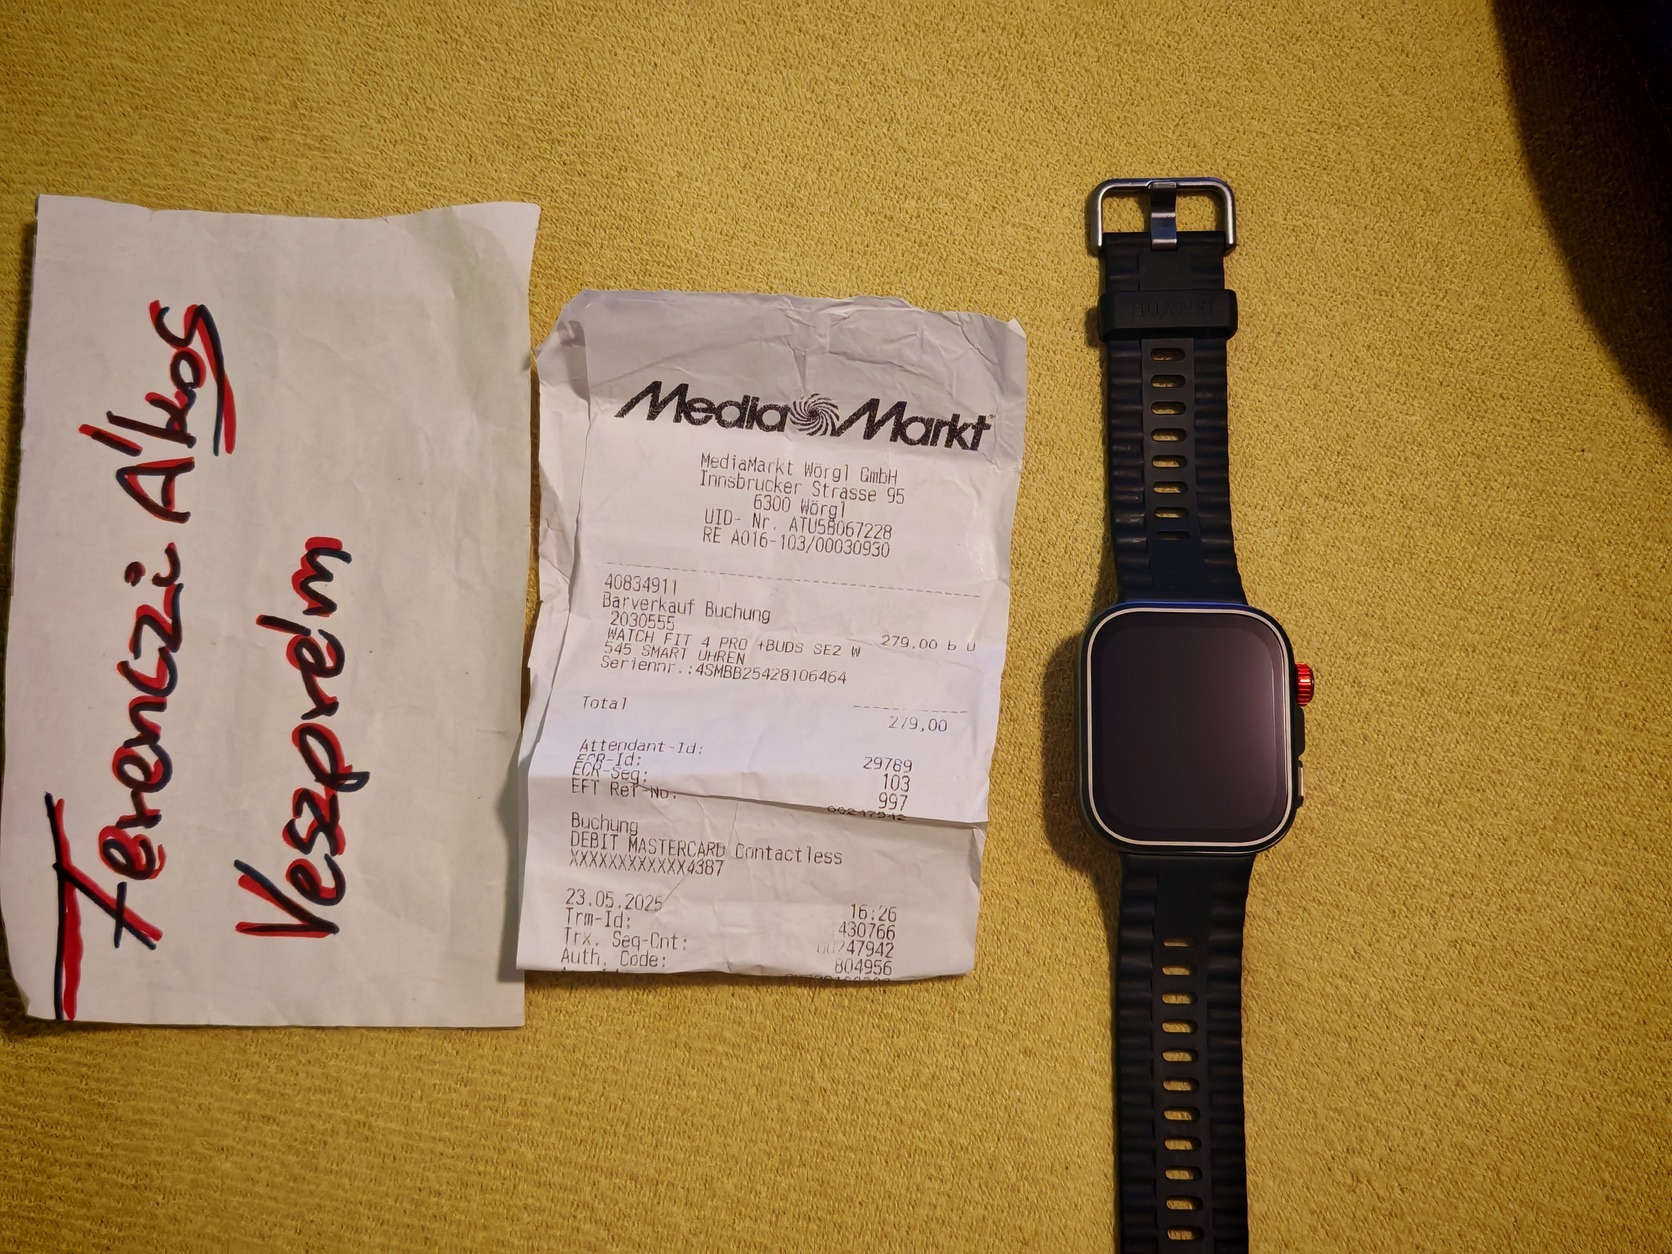 Ferenczi Ákos
Veszprém
Media Markt
MediaMarkt Wörgl GmbH
Innsbrucker Strasse 95
6300 Wörgl
UID- Nr. ATU58067228
RE A016-103/00030930
40834911
Barverkauf Buchung
2030555 279,00 b U
WATCH FIT 4 PRO +BUDS SE2 W
545 SMART UHREN
Seriennr.:4SMBB25428106464
Total 279,00
Attendant-Id: 29789
ECR-Id: 103
ECR-Seq: 997
EFT Ref-No. 00247942
Buchung
DEBIT MASTERCARD Contactless
XXXXXXXXXXXX4387
23.05.2025 16:26
Trm-Id: 430766
Trx. Seq-Cnt: 00247942
Auth. Code: 804956
HUAWEI